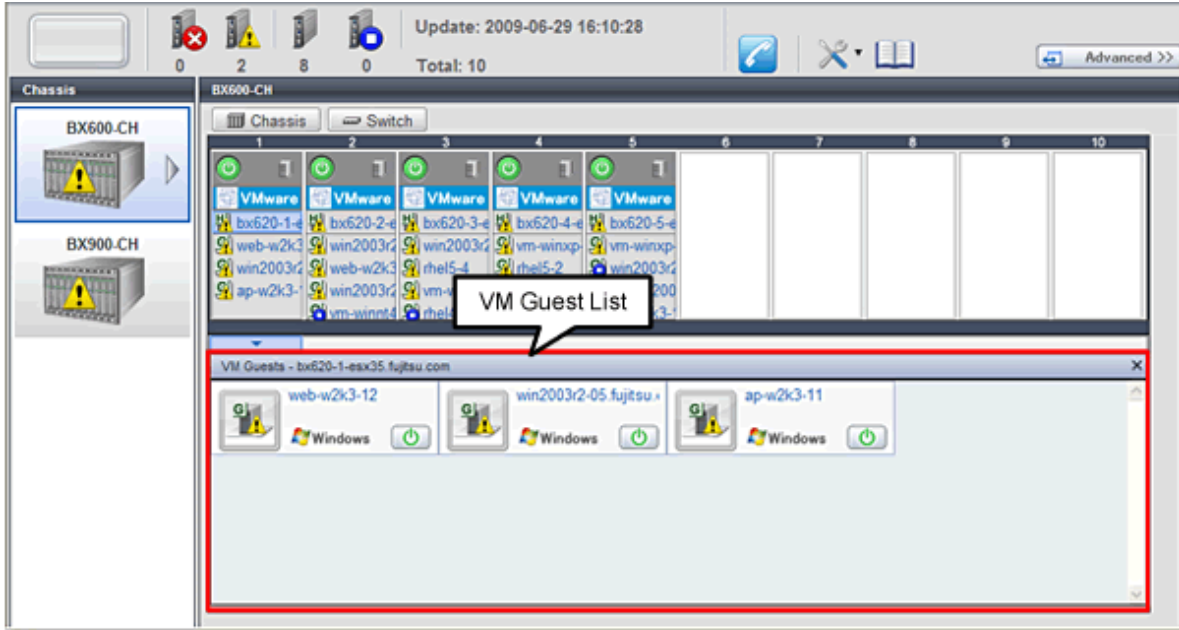 Update: 2009-06-29 16:10:28
0 2 8 0 Total: 10
Advanced >>
Chassis
BX600-CH
BX600-CH
BX900-CH
Chassis Switch
1 2 3 4 5 6 7 8 9 10
VMware VMware VMware VMware VMware
bx620-1-e bx620-2-e bx620-3-e bx620-4-e bx620-5-e
web-w2k3 win2003r2 win2003r2 vm-winxp- vm-winxp-
win2003r2 web-w2k3 rhel5-4 rhel5-2 win2003r2
ap-w2k3-1 win2003r2 vm-
vm-winnt4
VM Guest List
VM Guests - bx620-1-esx35.fujitsu.com
web-w2k3-12 win2003r2-05.fujitsu. ap-w2k3-11
Windows Windows Windows